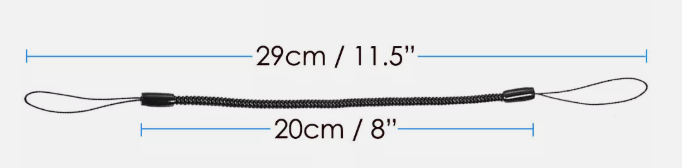 29cm / 11.5”
20cm / 8”